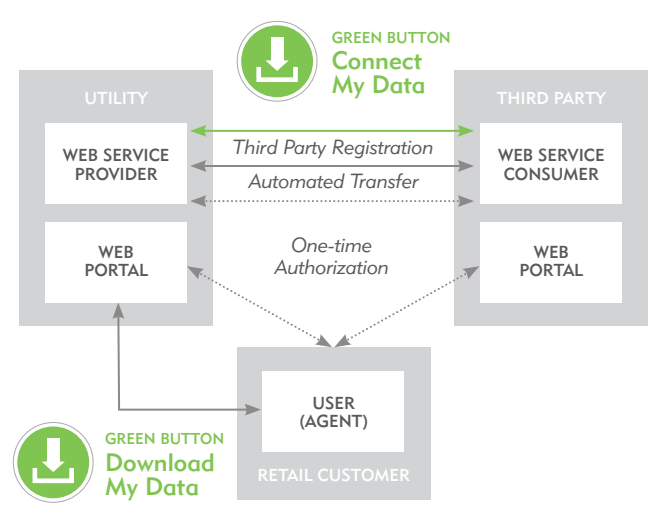 GREEN BUTTON
Connect
My Data
UTILITY
THIRD PARTY
WEB SERVICE
PROVIDER
Third Party Registration
Automated Transfer
WEB SERVICE
CONSUMER
WEB
PORTAL
One-time
Authorization
WEB
PORTAL
USER
(AGENT)
RETAIL CUSTOMER
GREEN BUTTON
Download
My Data